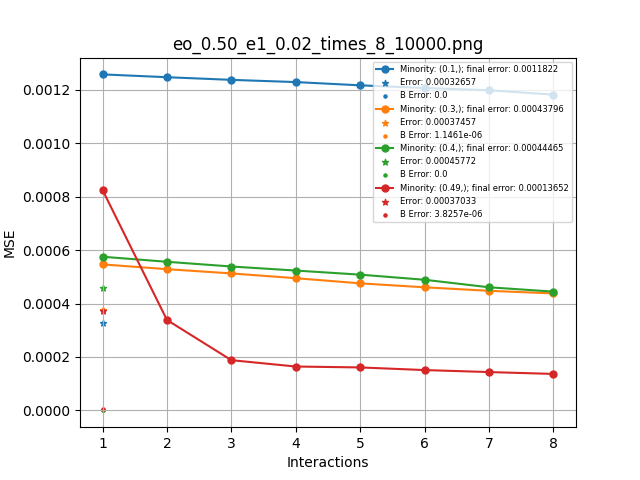 eo_0.50_e1_0.02_times_8_10000.png
Minority: (0.1,); final error: 0.0011822
Error: 0.00032657
B Error: 0.0
Minority: (0.3,); final error: 0.00043796
Error: 0.00037457
B Error: 1.1461e-06
Minority: (0.4,); final error: 0.00044465
Error: 0.00045772
B Error: 0.0
Minority: (0.49,); final error: 0.00013652
Error: 0.00037033
B Error: 3.8257e-06
MSE
0.0012
0.0010
0.0008
0.0006
0.0004
0.0002
0.0000
1 2 3 4 5 6 7 8
Interactions